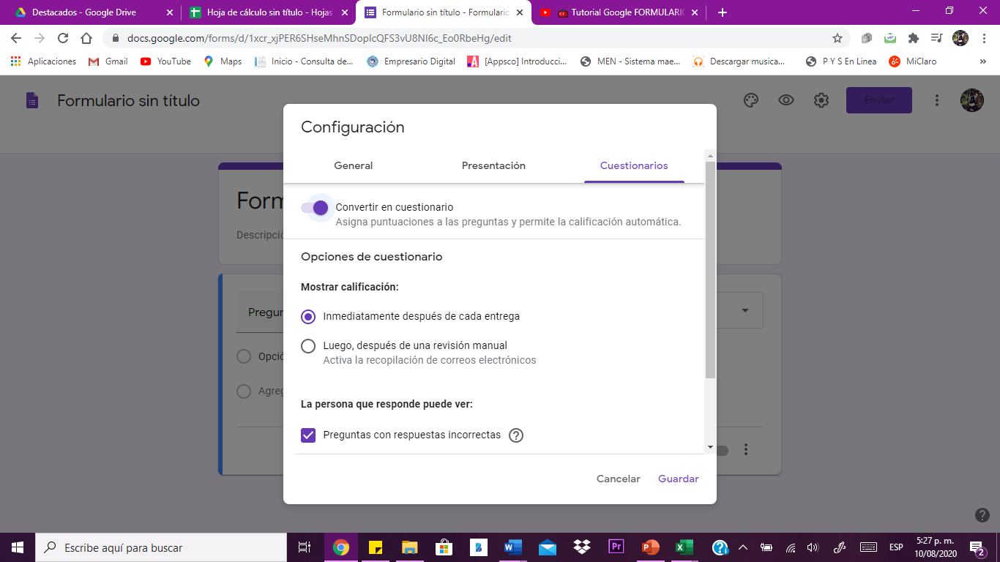 Destacados - Google Drive
Hoja de cálculo sin título - Hojas
Formulario sin título - Formulario
Tutorial Google FORMULARIO
docs.google.com/forms/d/1xcr_xjPER6SHseMhnSDopIcQFS3vU8NI6c_Eo0RbeHg/edit
Aplicaciones
Gmail
YouTube
Maps
Inicio - Consulta de...
Empresario Digital
[Appsco] Introducci...
MEN - Sistema mae...
Descargar musica...
P Y S En Linea
MiClaro
»
Formulario sin título
Enviar
Configuración
General
Presentación
Cuestionarios
Form
Descripció
Convertir en cuestionario
Asigna puntuaciones a las preguntas y permite la calificación automática.
Opciones de cuestionario
Mostrar calificación:
Pregun
Inmediatamente después de cada entrega
Luego, después de una revisión manual
Opció
Activa la recopilación de correos electrónicos
Agreg
La persona que responde puede ver:
Preguntas con respuestas incorrectas
Cancelar
Guardar
Escribe aquí para buscar
ESP
5:27 p. m.
10/08/2020
2